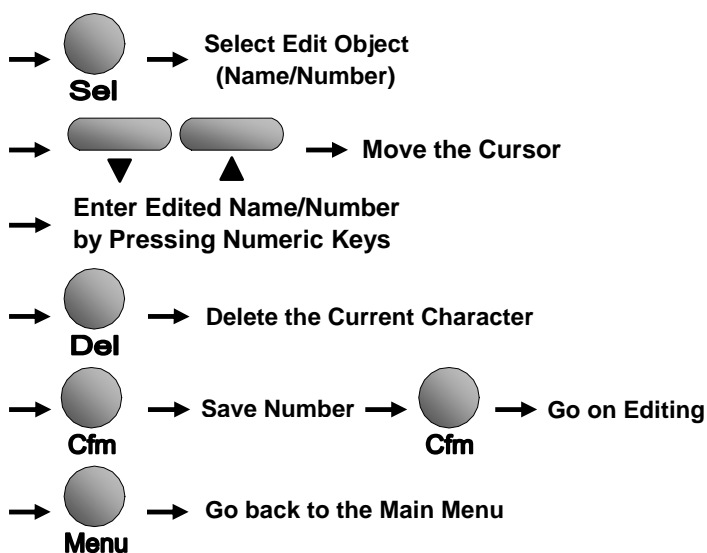 Select Edit Object
(Name/Number)
Sel
Move the Cursor
Enter Edited Name/Number
by Pressing Numeric Keys
Delete the Current Character
Del
Save Number
Go on Editing
Cfm
Cfm
Go back to the Main Menu
Menu